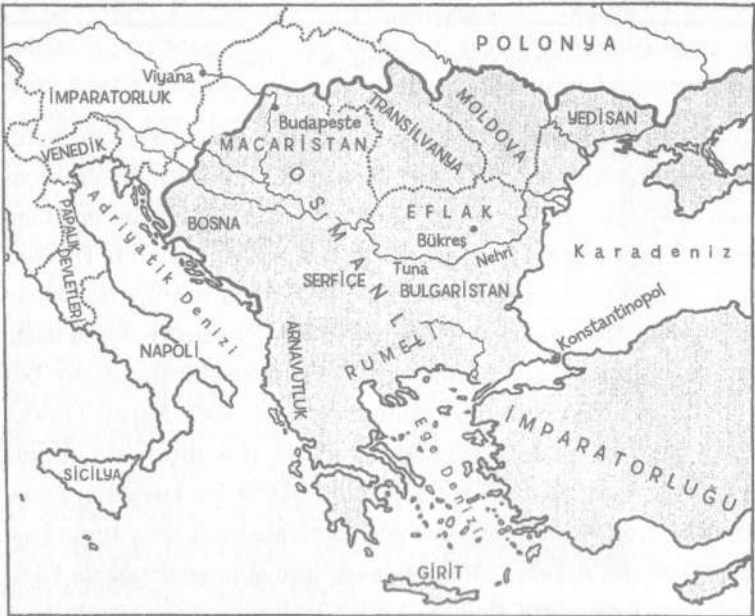 POLONYA
Viyana
İMPARATORLUK
Budapeşte
MACARİSTAN
TRANSİLVANYA
MOLDOVA
YEDİSAN
VENEDİK
PAPALIK
DEVLETLERİ
Adriyatik Denizi
BOSNA
OSMANLI
EFLAK
Bükreş
Tuna Nehri
SERFİÇE
BULGARİSTAN
Karadeniz
Konstantinopol
NAPOLİ
ARNAVUTLUK
RUMELİ
Ege Denizi
İMPARATORLUĞU
SİCİLYA
GİRİT